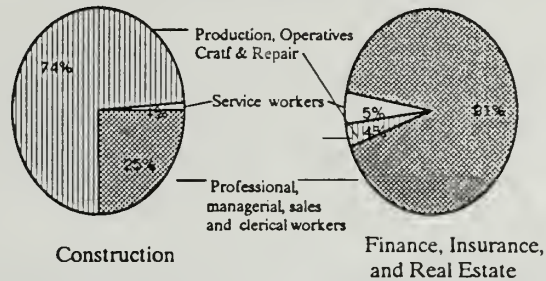 Production, Operatives
Cratf & Repair
74%
Service workers
1%
5%
91%
4%
25%
Professional,
managerial, sales
and clerical workers
Construction
Finance, Insurance,
and Real Estate